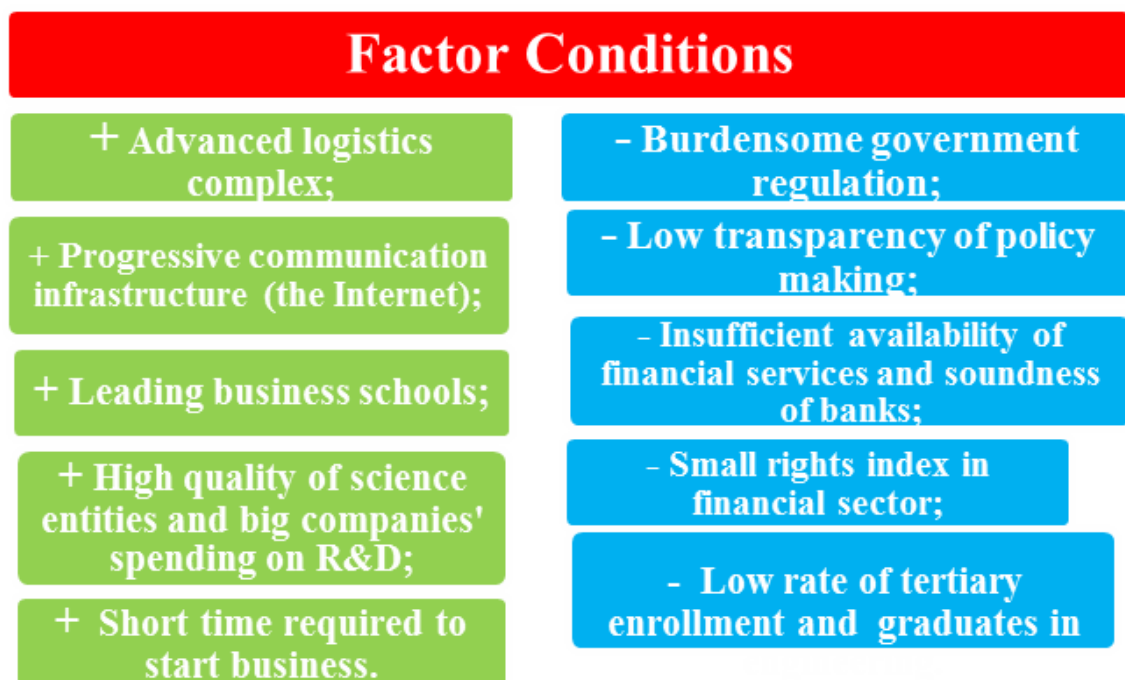 Factor Conditions
+ Advanced logistics
complex;
+ Progressive communication
infrastructure (the Internet);
+ Leading business schools;
+ High quality of science
entities and big companies'
spending on R&D;
+ Short time required to
start business.
- Burdensome government
regulation;
- Low transparency of policy
making;
- Insufficient availability of
financial services and soundness
of banks;
- Small rights index in
financial sector;
- Low rate of tertiary
enrollment and graduates in